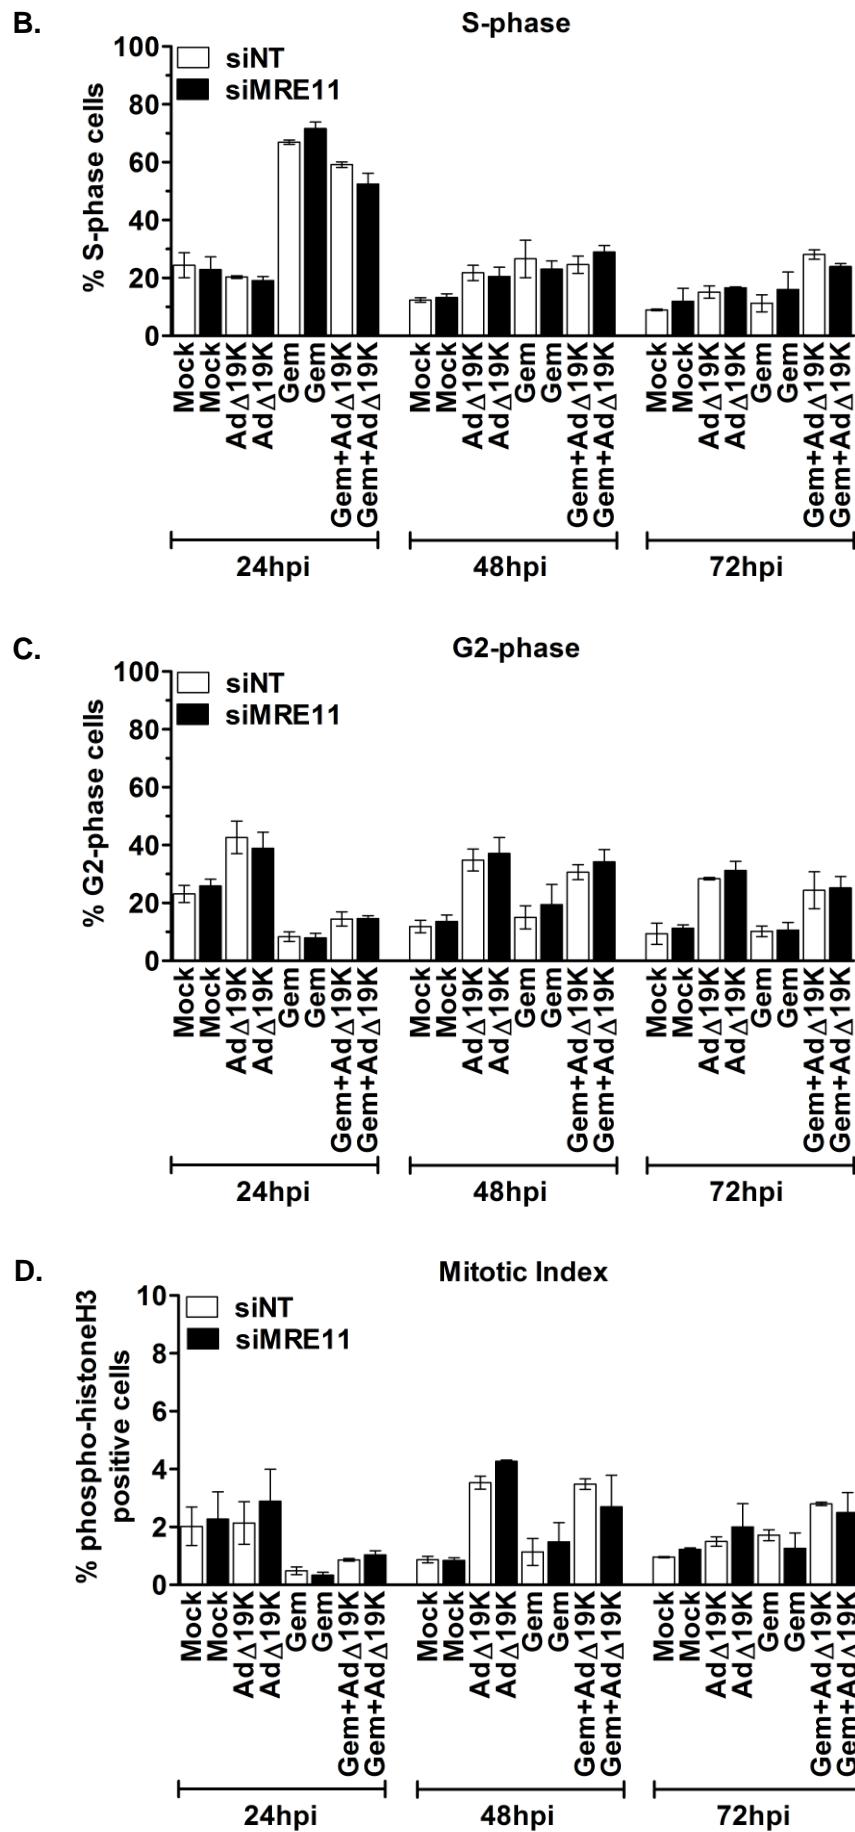 B.
S-phase
siNT
siMRE11
% S-phase cells
100
80
60
40
20
0
Mock
Mock
AdΔ19K
AdΔ19K
Gem
Gem
Gem+AdΔ19K
Gem+AdΔ19K
Mock
Mock
AdΔ19K
AdΔ19K
Gem
Gem
Gem+AdΔ19K
Gem+AdΔ19K
Mock
Mock
AdΔ19K
AdΔ19K
Gem
Gem
Gem+AdΔ19K
Gem+AdΔ19K
24hpi
48hpi
72hpi
C.
G2-phase
siNT
siMRE11
% G2-phase cells
100
80
60
40
20
0
Mock
Mock
AdΔ19K
AdΔ19K
Gem
Gem
Gem+AdΔ19K
Gem+AdΔ19K
Mock
Mock
AdΔ19K
AdΔ19K
Gem
Gem
Gem+AdΔ19K
Gem+AdΔ19K
Mock
Mock
AdΔ19K
AdΔ19K
Gem
Gem
Gem+AdΔ19K
Gem+AdΔ19K
24hpi
48hpi
72hpi
D.
Mitotic Index
siNT
siMRE11
% phospho-histoneH3
positive cells
10
8
6
4
2
0
Mock
Mock
AdΔ19K
AdΔ19K
Gem
Gem
Gem+AdΔ19K
Gem+AdΔ19K
Mock
Mock
AdΔ19K
AdΔ19K
Gem
Gem
Gem+AdΔ19K
Gem+AdΔ19K
Mock
Mock
AdΔ19K
AdΔ19K
Gem
Gem
Gem+AdΔ19K
Gem+AdΔ19K
24hpi
48hpi
72hpi